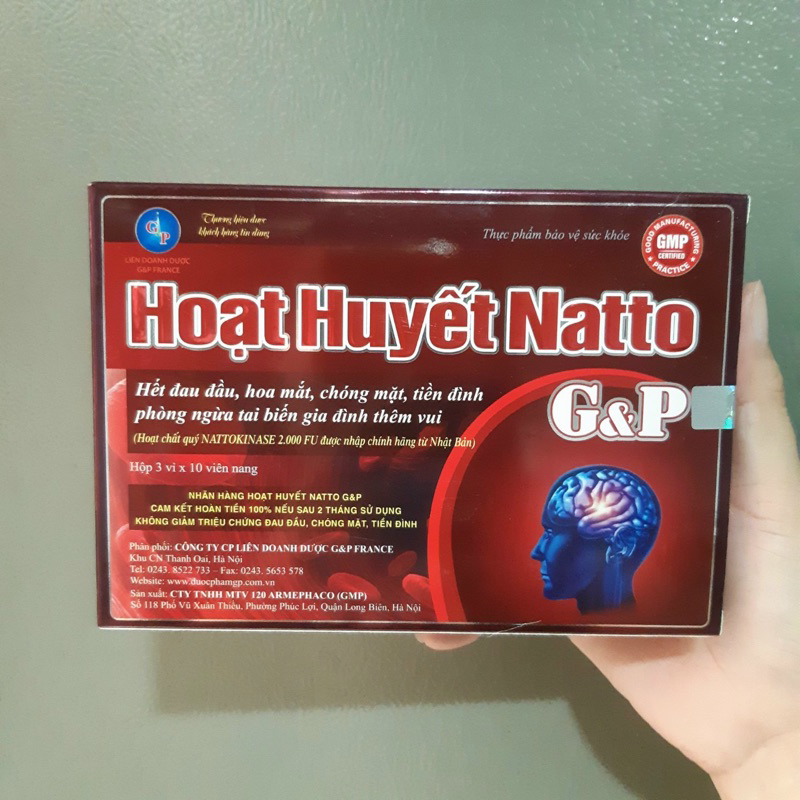 G P
LIÊN DOANH DƯỢC
G&P FRANCE
Thương hiệu được
khách hàng tin dùng
Thực phẩm bảo vệ sức khỏe
GOOD MANUFACTURING PRACTICE
GMP
CERTIFIED
Hoạt Huyết Natto
G&P
Hết đau đầu, hoa mắt, chóng mặt, tiền đình
phòng ngừa tai biến gia đình thêm vui
(Hoạt chất quý NATTOKINASE 2.000 FU được nhập chính hãng từ Nhật Bản)
Hộp 3 vỉ x 10 viên nang
NHÃN HÀNG HOẠT HUYẾT NATTO G&P
CAM KẾT HOÀN TIỀN 100% NẾU SAU 2 THÁNG SỬ DỤNG
KHÔNG GIẢM TRIỆU CHỨNG ĐAU ĐẦU, CHÓNG MẶT, TIỀN ĐÌNH
Phân phối: CÔNG TY CP LIÊN DOANH DƯỢC G&P FRANCE
Khu CN Thanh Oai, Hà Nội
Tel: 0243. 8522 733 – Fax: 0243. 5653 578
Website: www.duocphamgp.com.vn
Sản xuất: CTY TNHH MTV 120 ARMEPHACO (GMP)
Số 118 Phố Vũ Xuân Thiều, Phường Phúc Lợi, Quận Long Biên, Hà Nội